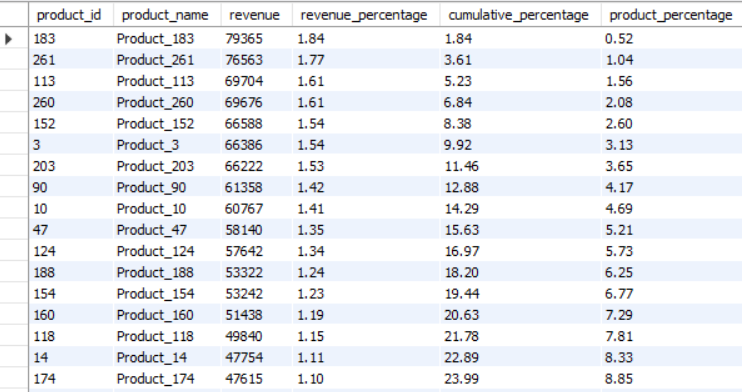 product_id product_name revenue revenue_percentage cumulative_percentage product_percentage
183 Product_183 79365 1.84 1.84 0.52
261 Product_261 76563 1.77 3.61 1.04
113 Product_113 69704 1.61 5.23 1.56
260 Product_260 69676 1.61 6.84 2.08
152 Product_152 66588 1.54 8.38 2.60
3 Product_3 66386 1.54 9.92 3.13
203 Product_203 66222 1.53 11.46 3.65
90 Product_90 61358 1.42 12.88 4.17
10 Product_10 60767 1.41 14.29 4.69
47 Product_47 58140 1.35 15.63 5.21
124 Product_124 57642 1.34 16.97 5.73
188 Product_188 53322 1.24 18.20 6.25
154 Product_154 53242 1.23 19.44 6.77
160 Product_160 51438 1.19 20.63 7.29
118 Product_118 49840 1.15 21.78 7.81
14 Product_14 47754 1.11 22.89 8.33
174 Product_174 47615 1.10 23.99 8.85